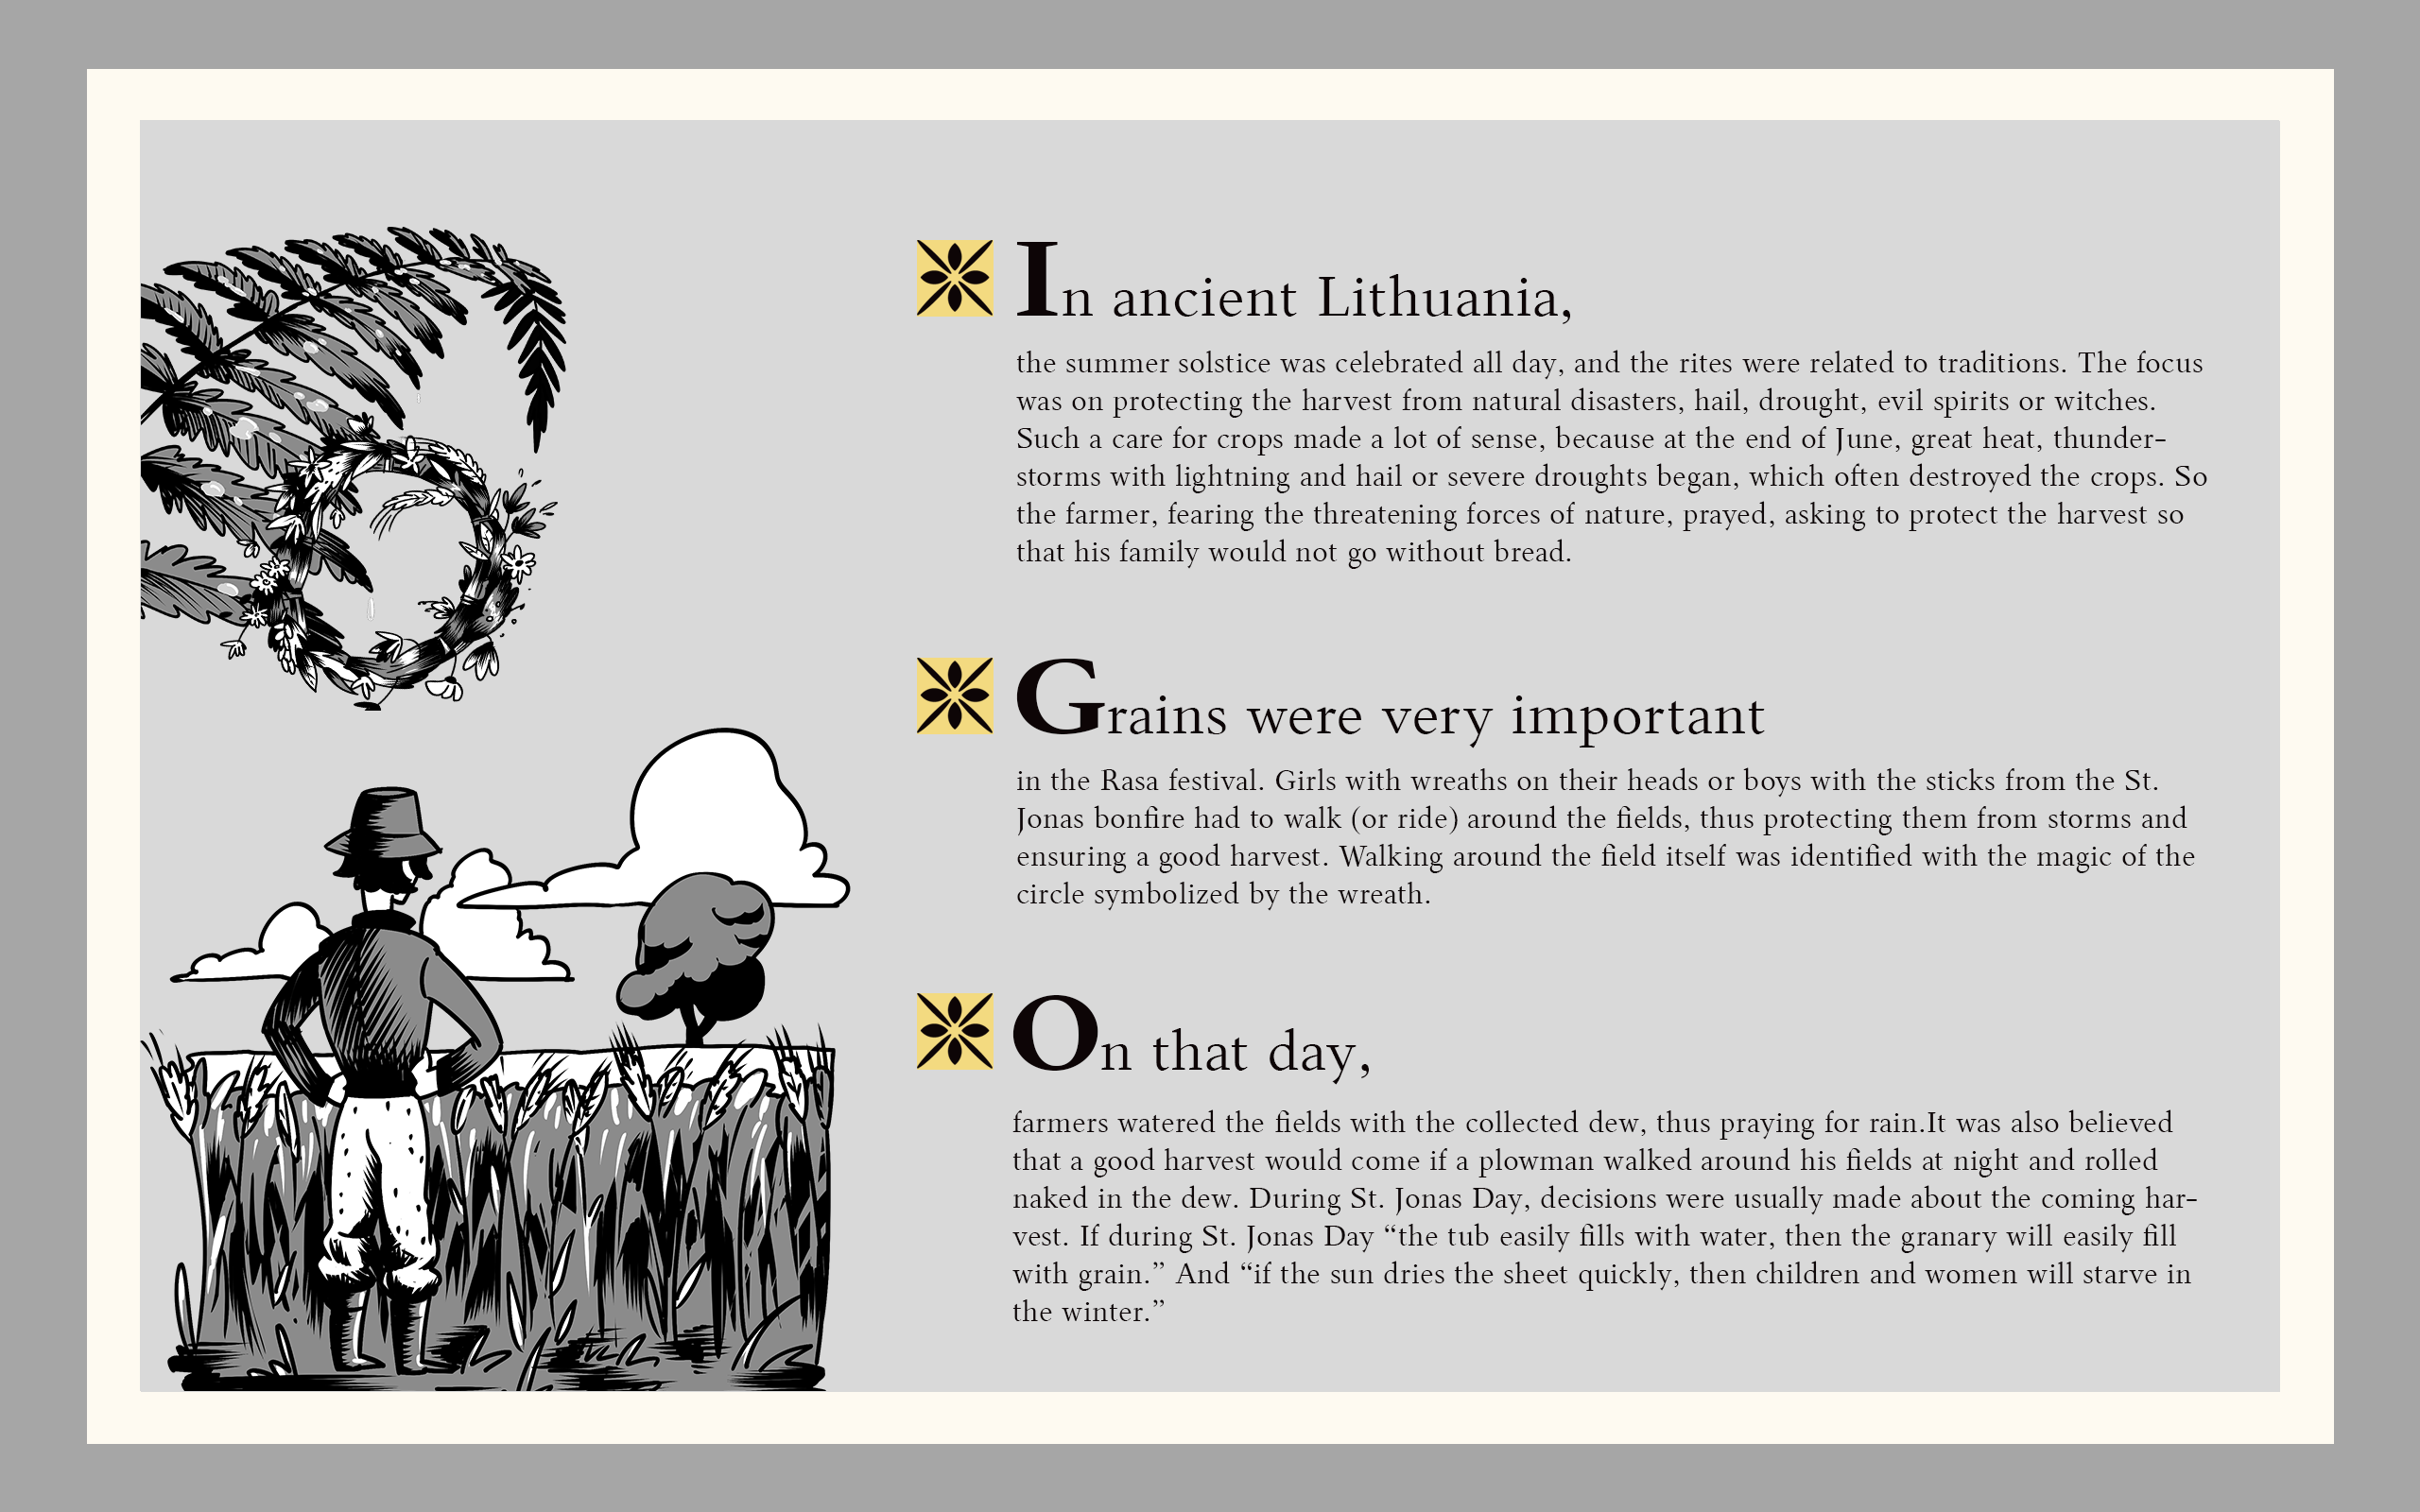 In ancient Lithuania,
the summer solstice was celebrated all day, and the rites were related to traditions. The focus
was on protecting the harvest from natural disasters, hail, drought, evil spirits or witches.
Such a care for crops made a lot of sense, because at the end of June, great heat, thunder-
storms with lightning and hail or severe droughts began, which often destroyed the crops. So
the farmer, fearing the threatening forces of nature, prayed, asking to protect the harvest so
that his family would not go without bread.
Grains were very important
in the Rasa festival. Girls with wreaths on their heads or boys with the sticks from the St.
Jonas bonfire had to walk (or ride) around the fields, thus protecting them from storms and
ensuring a good harvest. Walking around the field itself was identified with the magic of the
circle symbolized by the wreath.
On that day,
farmers watered the fields with the collected dew, thus praying for rain.It was also believed
that a good harvest would come if a plowman walked around his fields at night and rolled
naked in the dew. During St. Jonas Day, decisions were usually made about the coming har-
vest. If during St. Jonas Day “the tub easily fills with water, then the granary will easily fill
with grain.” And “if the sun dries the sheet quickly, then children and women will starve in
the winter.”